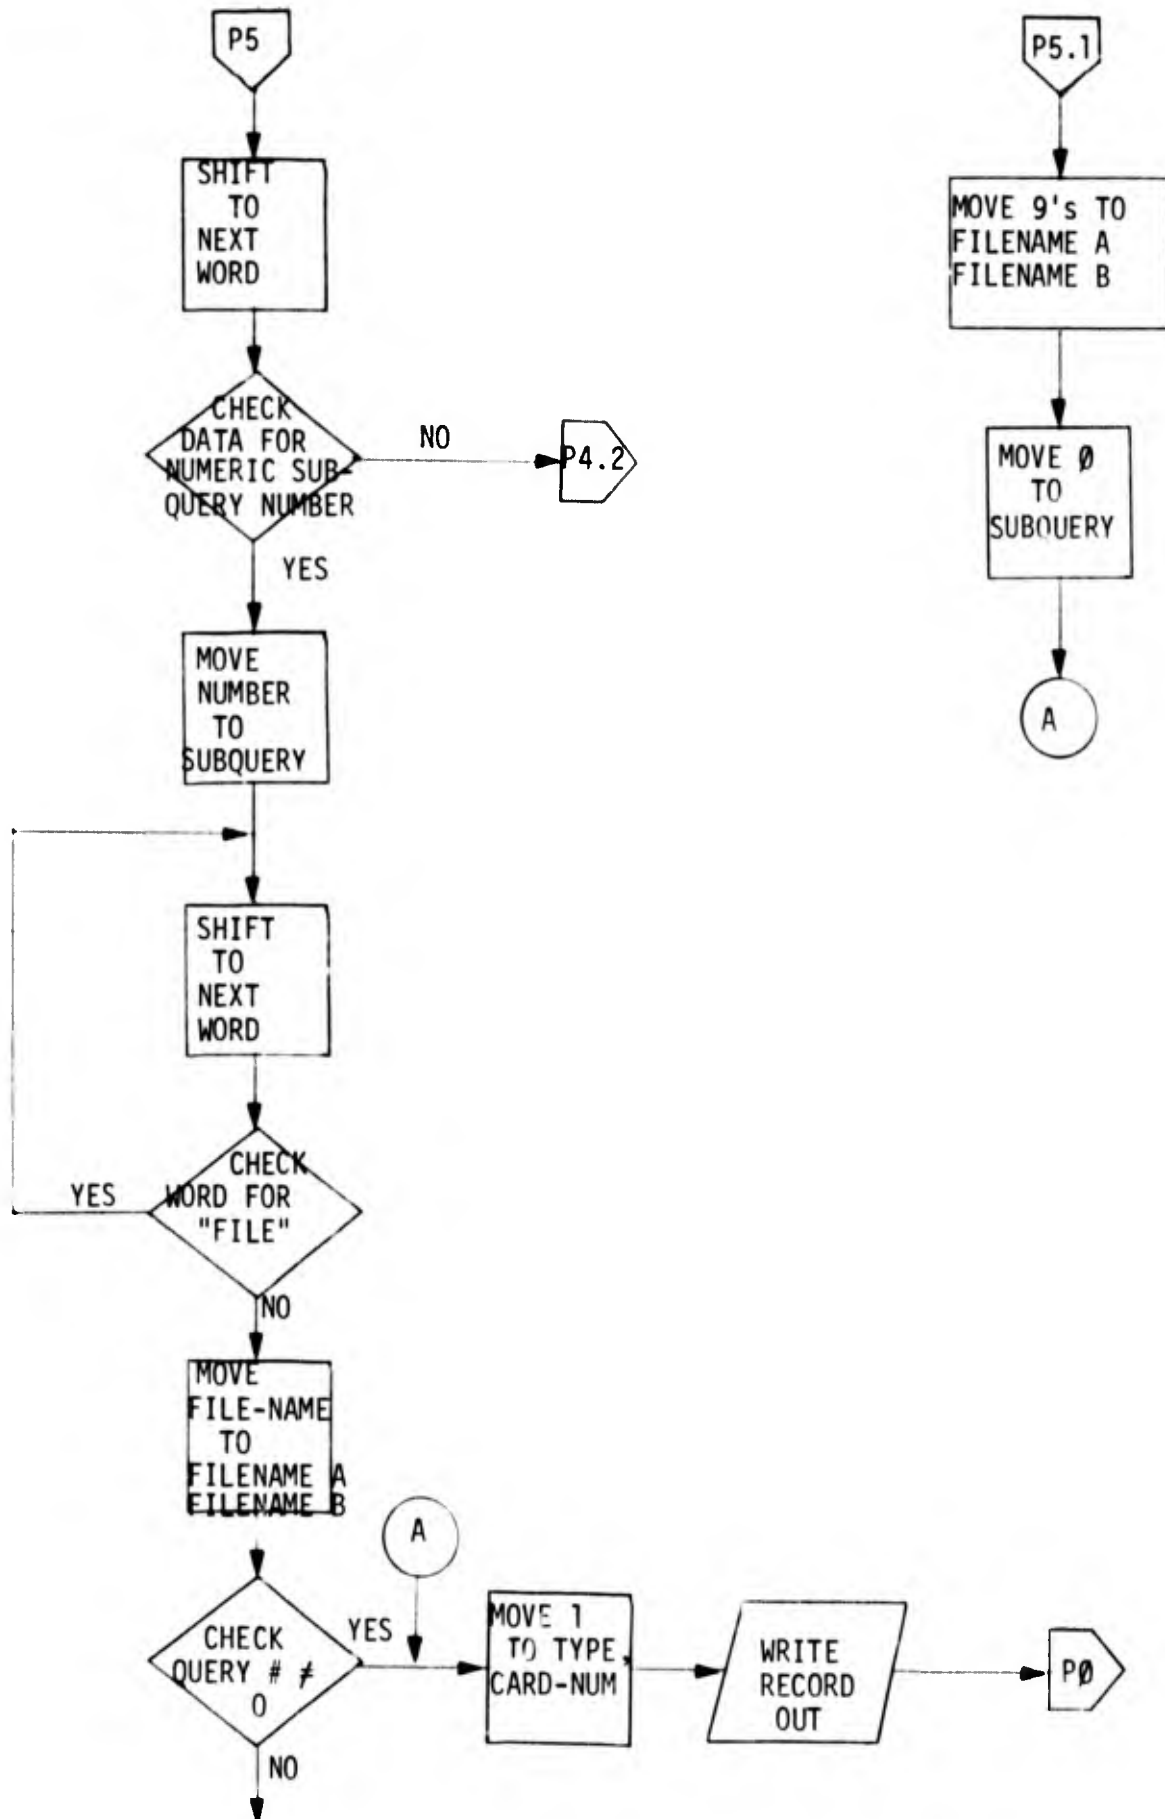 P5
SHIFT
TO
NEXT
WORD
CHECK
DATA FOR
NUMERIC SUB-
QUERY NUMBER
NO
P4.2
YES
MOVE
NUMBER
TO
SUBQUERY
SHIFT
TO
NEXT
WORD
CHECK
WORD FOR
"FILE"
YES
NO
MOVE
FILE-NAME
TO
FILENAME A
FILENAME B
CHECK
QUERY # ≠
0
YES
NO
A
MOVE 1
TO TYPE,
CARD-NUM
WRITE
RECORD
OUT
PØ
P5.1
MOVE 9's TO
FILENAME A
FILENAME B
MOVE Ø
TO
SUBQUERY
A